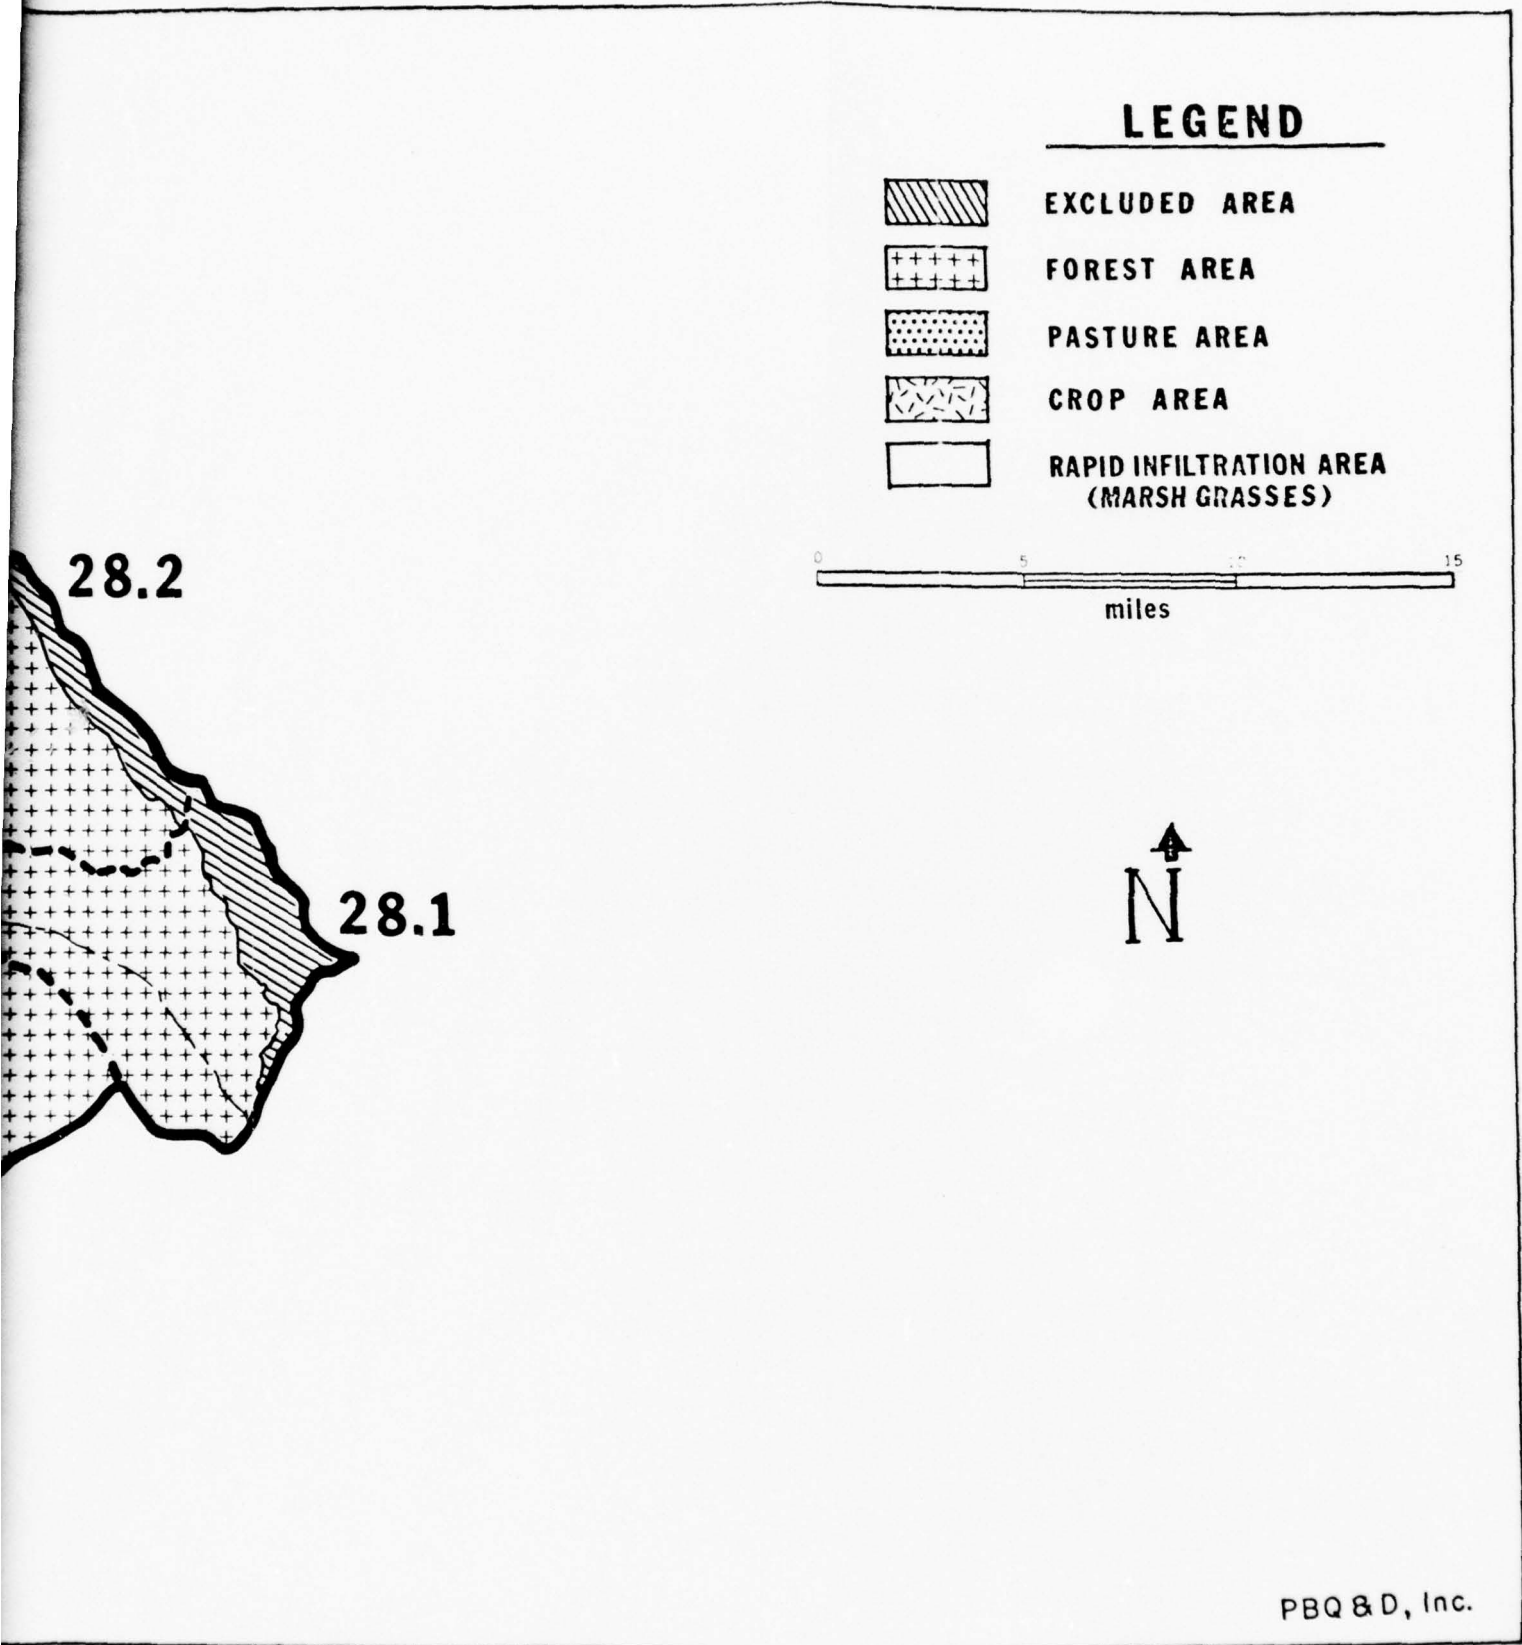 LEGEND
EXCLUDED AREA
FOREST AREA
PASTURE AREA
CROP AREA
RAPID INFILTRATION AREA
(MARSH GRASSES)
0 5 10 15
miles
28.2
28.1
N
PBQ & D, Inc.